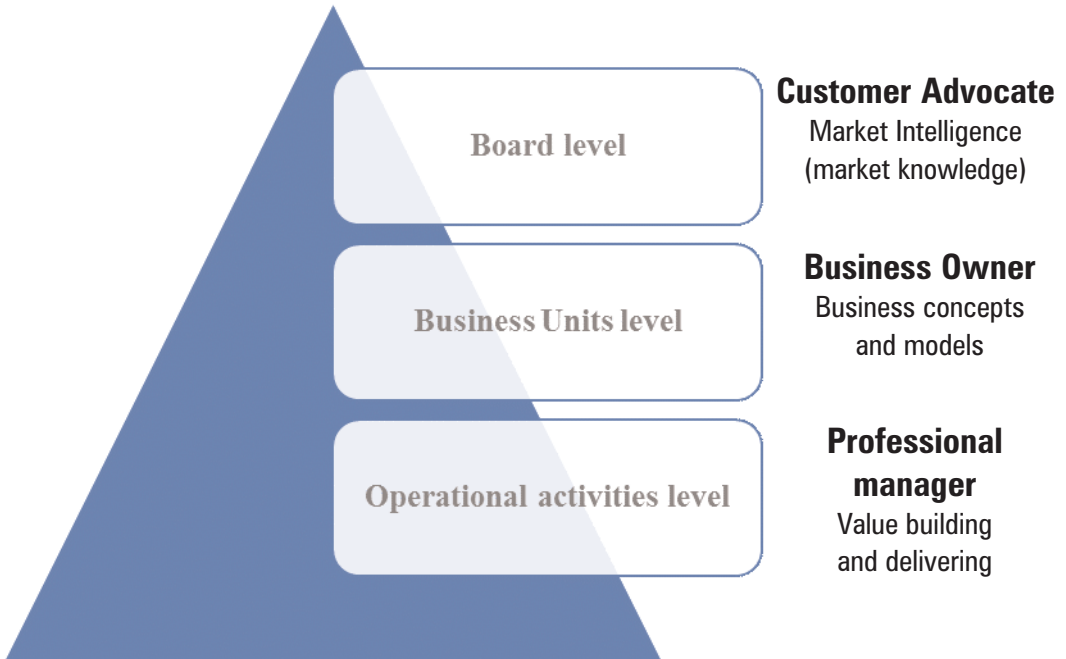 Board level
Customer Advocate
Market Intelligence
(market knowledge)
Business Units level
Business Owner
Business concepts
and models
Operational activities level
Professional
manager
Value building
and delivering